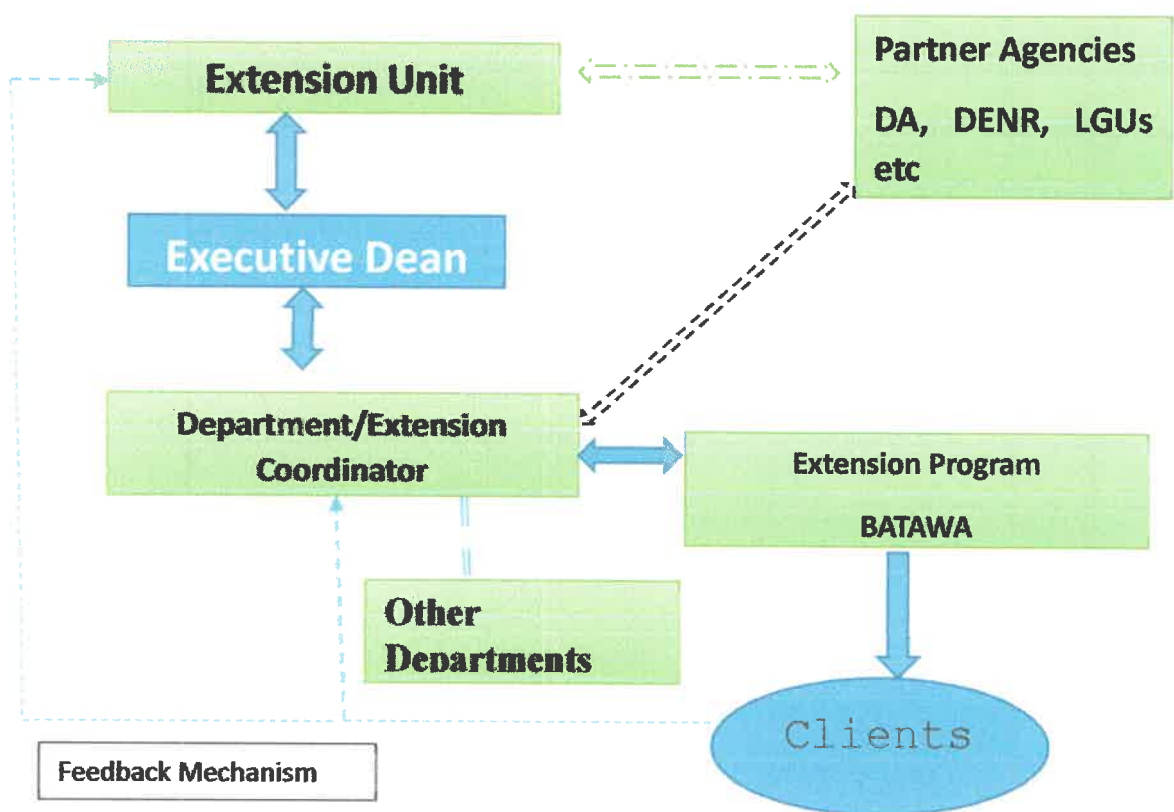 Extension Unit
Partner Agencies
DA, DENR, LGUs
etc
Executive Dean
Department/Extension
Coordinator
Extension Program
BATAWA
Other
Departments
Clients
Feedback Mechanism